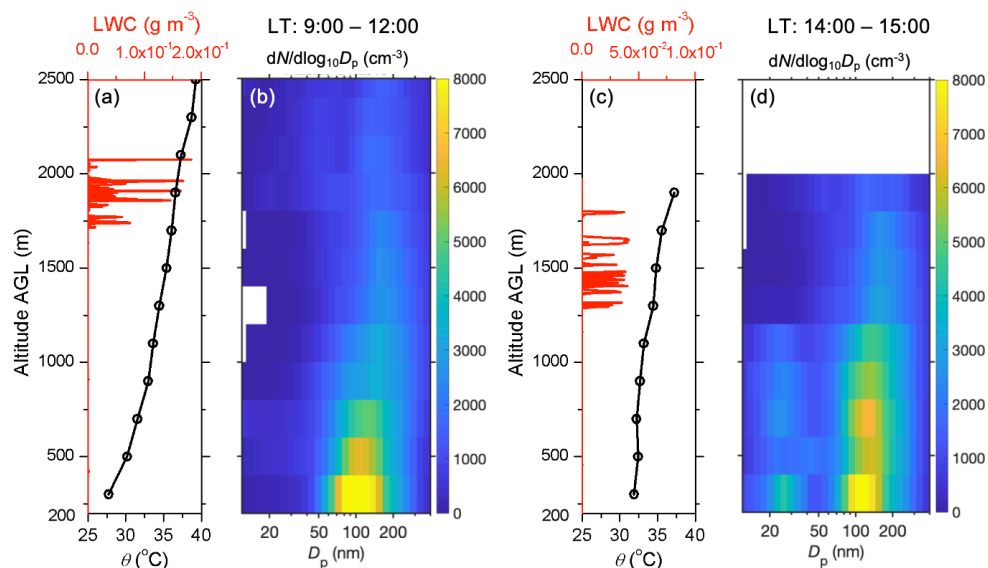 LWC (g m⁻³)
0.0 1.0x10⁻¹ 2.0x10⁻¹
LT: 9:00 – 12:00
dN/dlog₁₀Dₚ (cm⁻³)
LWC (g m⁻³)
0.0 5.0x10⁻² 1.0x10⁻¹
LT: 14:00 – 15:00
dN/dlog₁₀Dₚ (cm⁻³)
(a)
2500
2000
1500
1000
500
200
Altitude AGL (m)
25 30 35 40
θ (°C)
(b)
20 50 100 200
Dₚ (nm)
8000
7000
6000
5000
4000
3000
2000
1000
0
(c)
2500
2000
1500
1000
500
200
Altitude AGL (m)
25 30 35 40
θ (°C)
(d)
20 50 100 200
Dₚ (nm)
8000
7000
6000
5000
4000
3000
2000
1000
0